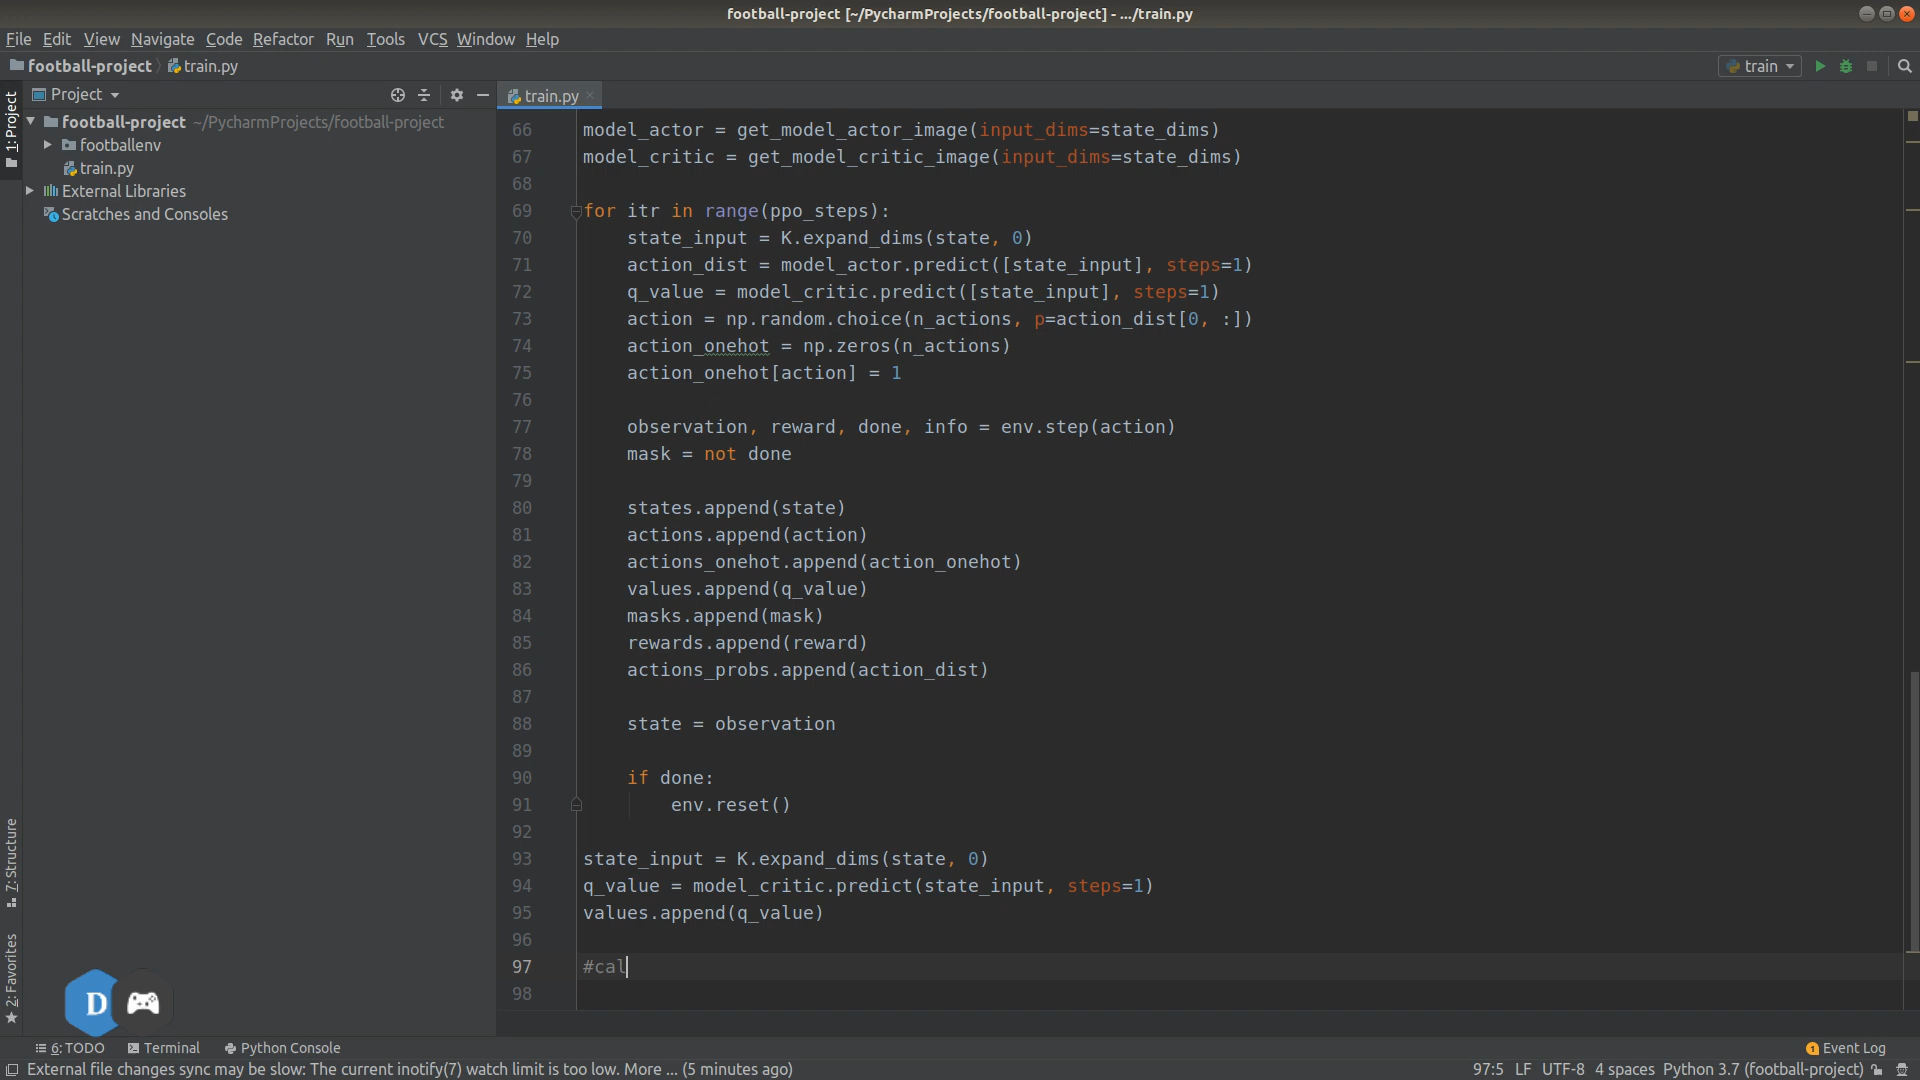 football-project [~/PycharmProjects/football-project] - .../train.py
File Edit View Navigate Code Refactor Run Tools VCS Window Help
football-project train.py
train
1: Project
Project
train.py
football-project ~/PycharmProjects/football-project
footballenv
train.py
External Libraries
Scratches and Consoles
66 model_actor = get_model_actor_image(input_dims=state_dims)
67 model_critic = get_model_critic_image(input_dims=state_dims)
68
69 for itr in range(ppo_steps):
70 state_input = K.expand_dims(state, 0)
71 action_dist = model_actor.predict([state_input], steps=1)
72 q_value = model_critic.predict([state_input], steps=1)
73 action = np.random.choice(n_actions, p=action_dist[0, :])
74 action_onehot = np.zeros(n_actions)
75 action_onehot[action] = 1
76
77 observation, reward, done, info = env.step(action)
78 mask = not done
79
80 states.append(state)
81 actions.append(action)
82 actions_onehot.append(action_onehot)
83 values.append(q_value)
84 masks.append(mask)
85 rewards.append(reward)
86 actions_probs.append(action_dist)
87
88 state = observation
89
90 if done:
91 env.reset()
92
93 state_input = K.expand_dims(state, 0)
94 q_value = model_critic.predict(state_input, steps=1)
95 values.append(q_value)
96
97 #cal
98
7: Structure
2: Favorites
D
6: TODO Terminal Python Console
1 Event Log
External file changes sync may be slow: The current inotify(7) watch limit is too low. More ... (5 minutes ago)
97:5 LF UTF-8 4 spaces Python 3.7 (football-project)